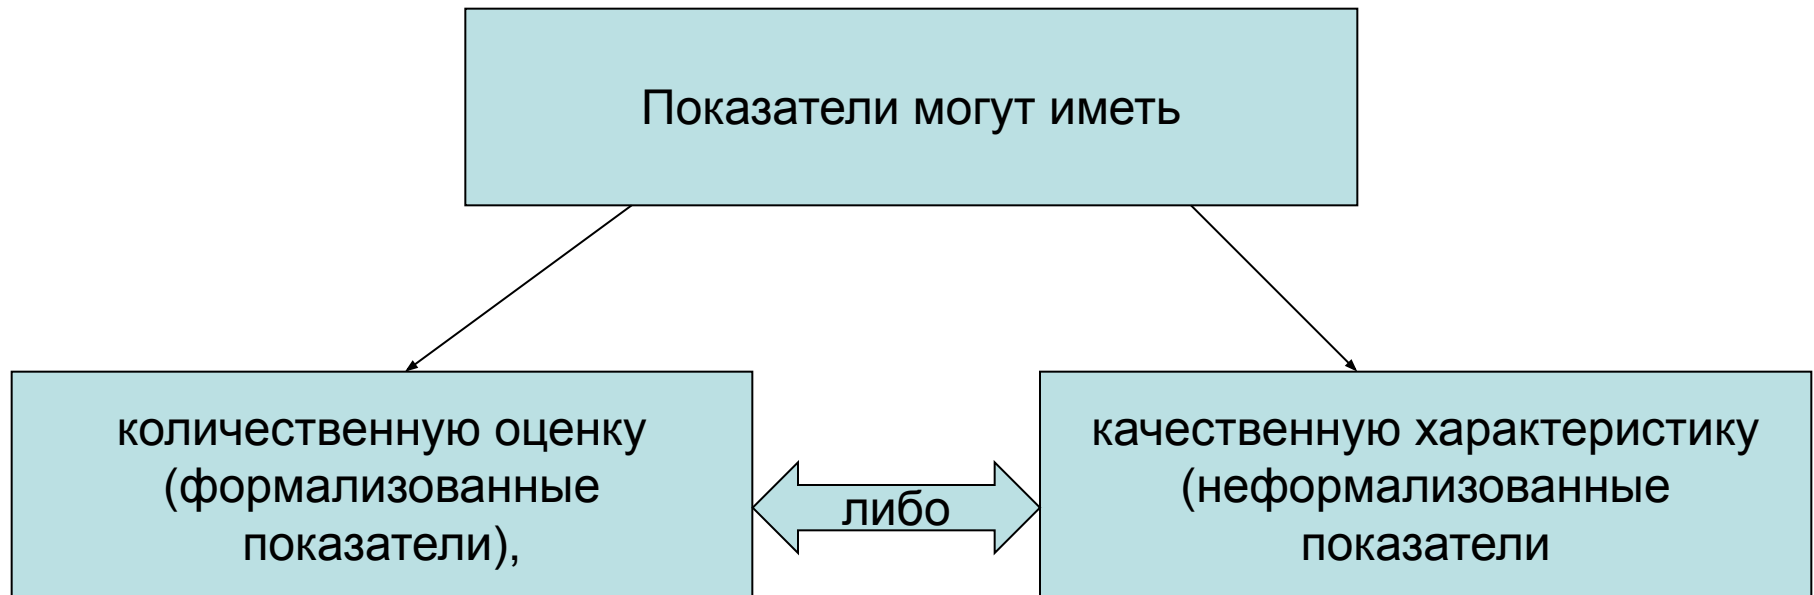 Показатели могут иметь
количественную оценку
(формализованные
показатели),
либо
качественную характеристику
(неформализованные
показатели